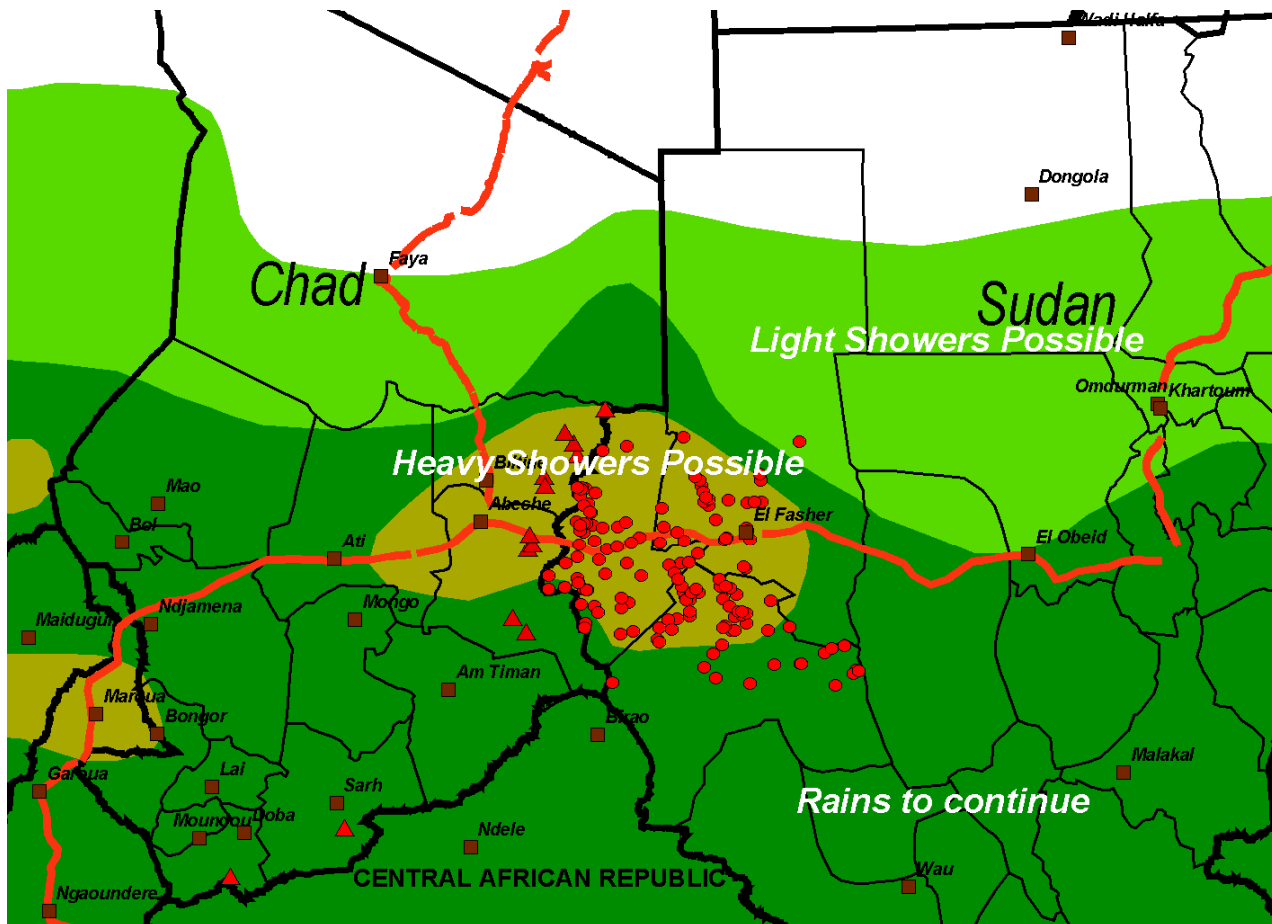 Wadi Halfa
Dongola
Faya
Chad
Sudan
Light Showers Possible
Omdurman
Khartoum
Heavy Showers Possible
Biltine
Mao
Abeche
El Fasher
Bol
Ati
El Obeid
Mongo
Ndjamena
Maiduguri
Am Timan
Maroua
Bongor
Birao
Malakal
Garoua
Lai
Sarh
Rains to continue
Moundou
Doba
Ndele
Wau
CENTRAL AFRICAN REPUBLIC
Ngaoundere